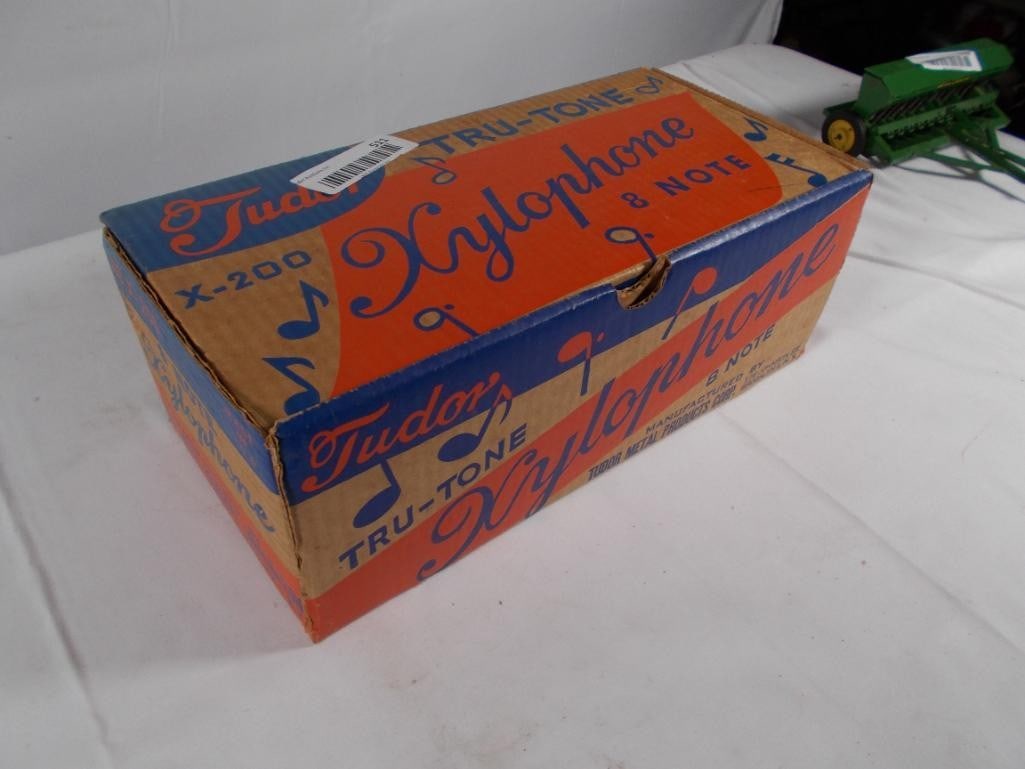 Tudor
TRU-TONE
X-200
Xylophone
8 NOTE
531
Tudor
TRU-TONE
Xylophone
8 NOTE
MANUFACTURED BY
TUDOR METAL PRODUCTS CORP.
Xylophone